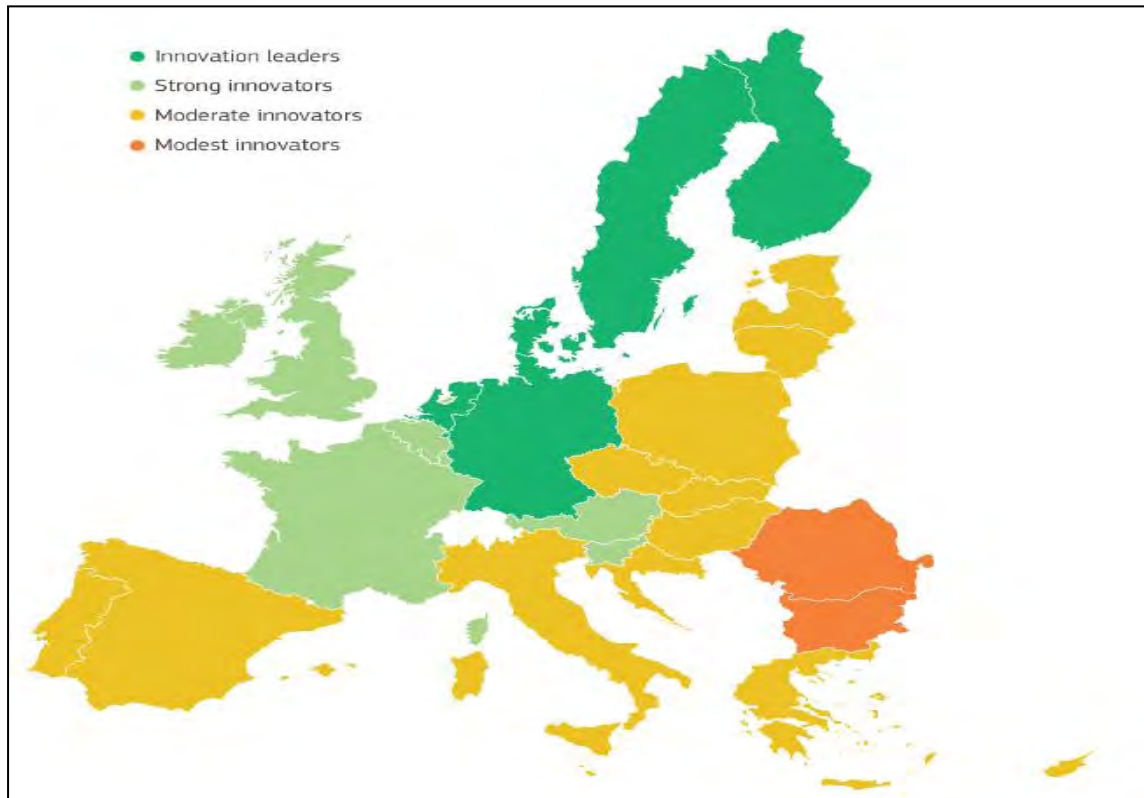 Innovation leaders
Strong innovators
Moderate innovators
Modest innovators